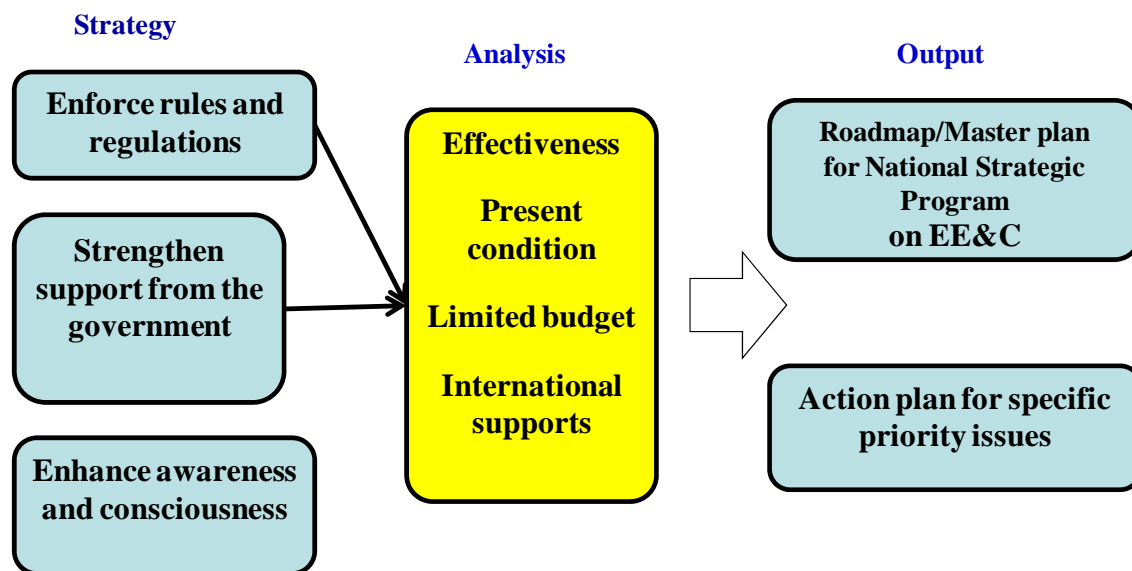 Strategy
Enforce rules and
regulations
Strengthen
support from the
government
Enhance awareness
and consciousness
Analysis
Effectiveness
Present
condition
Limited budget
International
supports
Output
Roadmap/Master plan
for National Strategic
Program
on EE&C
Action plan for specific
priority issues